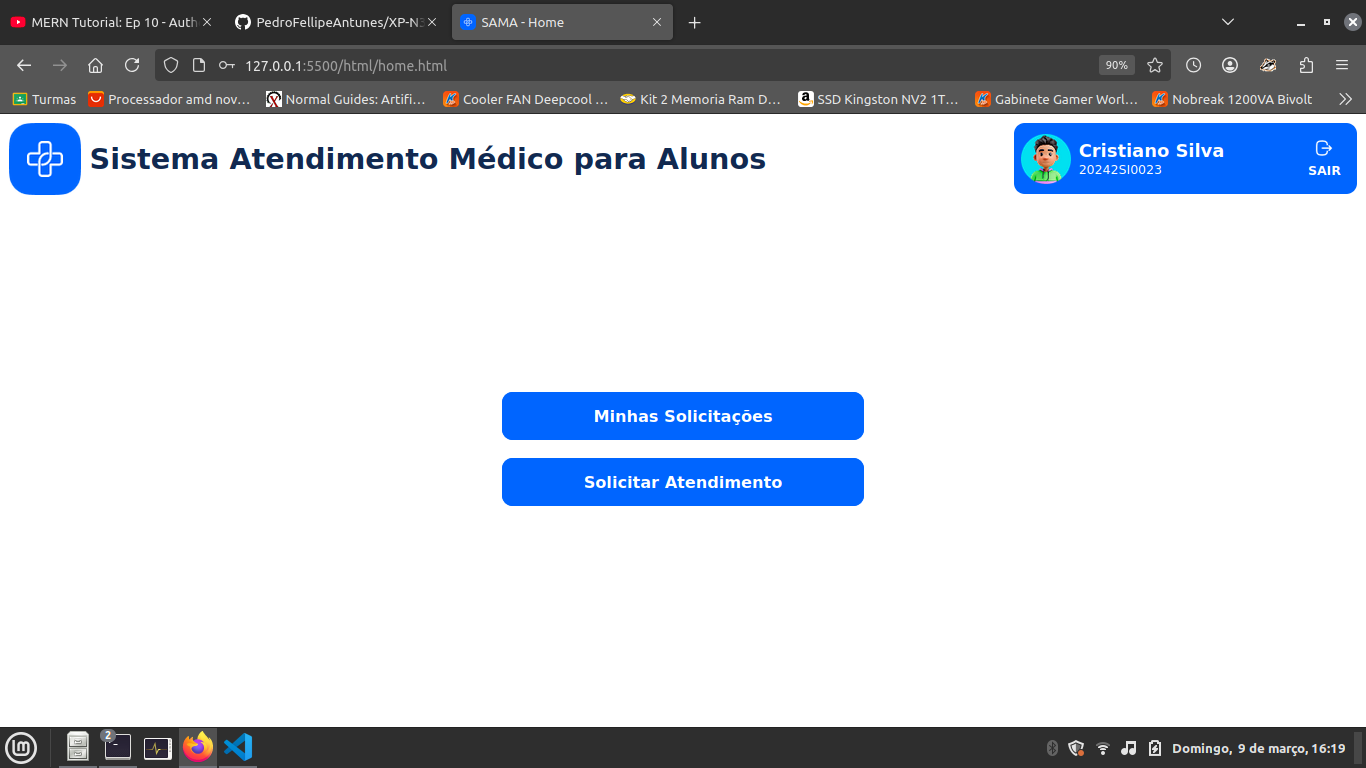 MERN Tutorial: Ep 10 - Auth
PedroFellipeAntunes/XP-N3
SAMA - Home
127.0.0.1:5500/html/home.html
90%
Turmas
Processador amd nov…
Normal Guides: Artifi…
Cooler FAN Deepcool …
Kit 2 Memoria Ram D…
SSD Kingston NV2 1T…
Gabinete Gamer Worl…
Nobreak 1200VA Bivolt
Sistema Atendimento Médico para Alunos
Cristiano Silva
20242SI0023
SAIR
Minhas Solicitações
Solicitar Atendimento
2
Domingo, 9 de março, 16:19